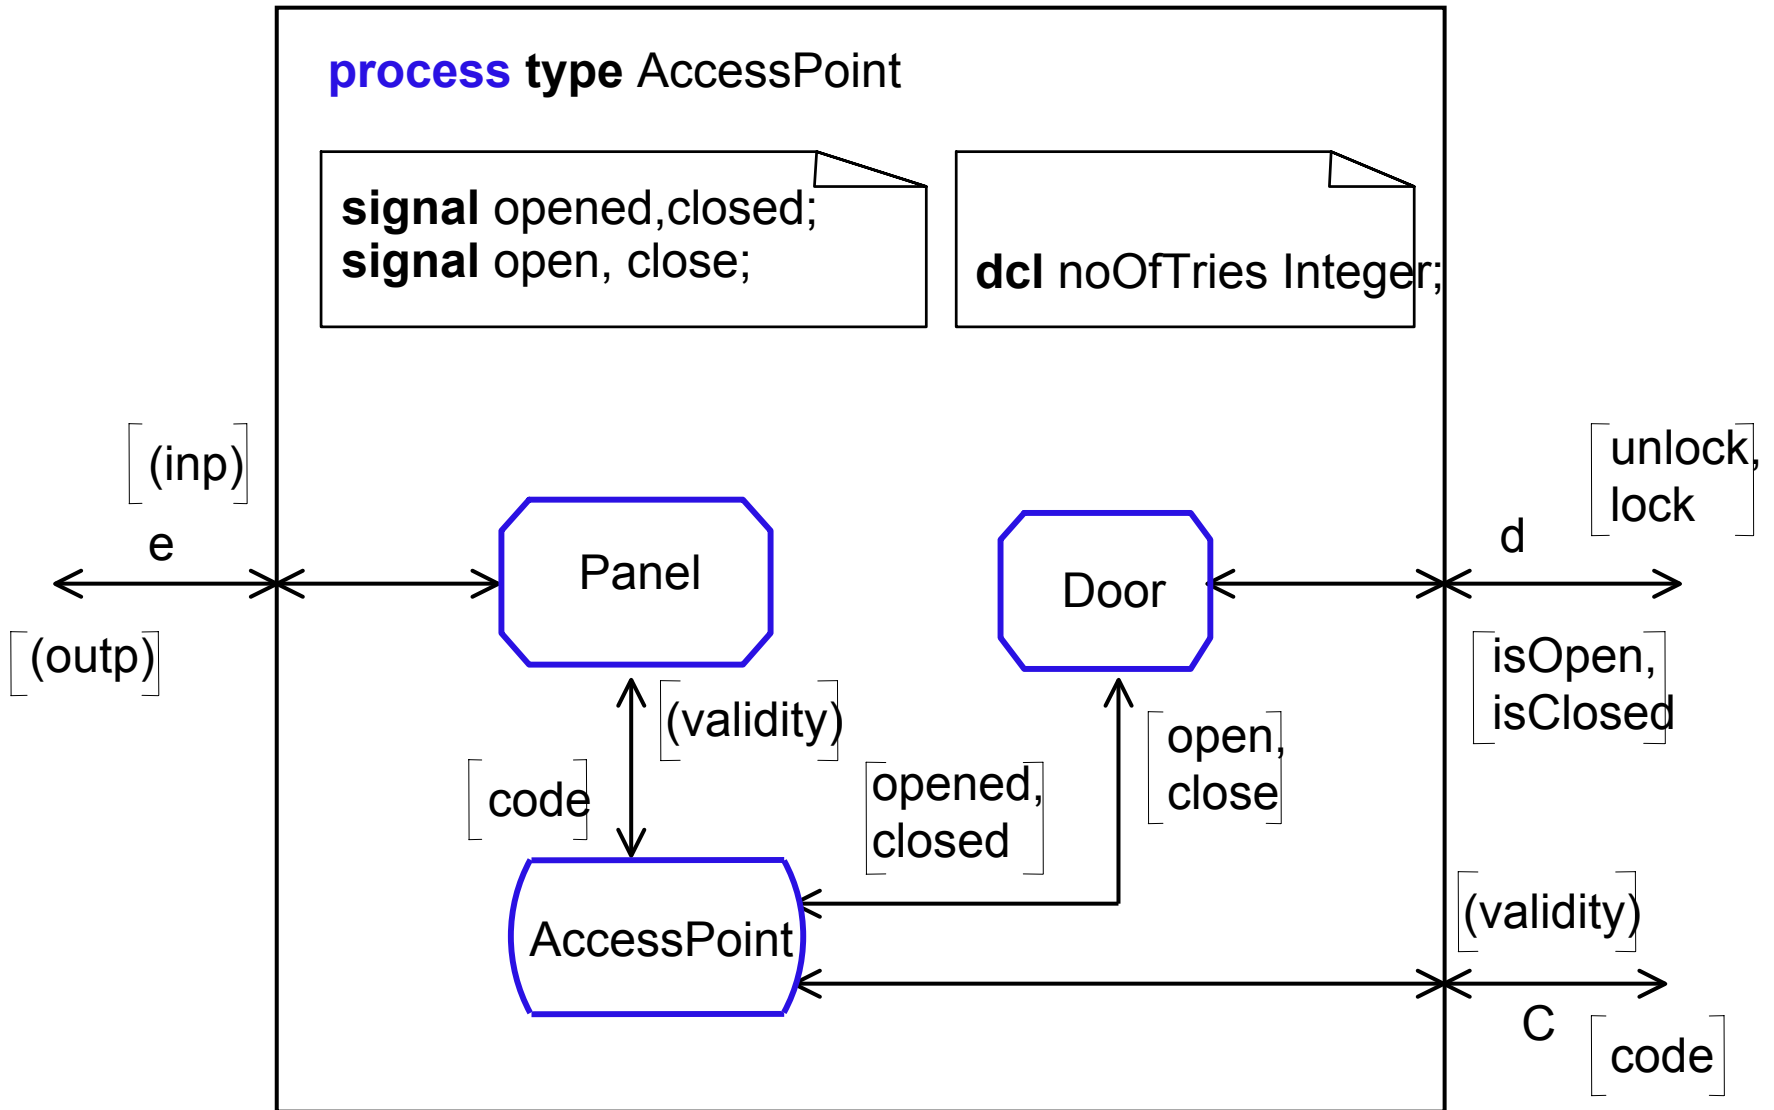 process type AccessPoint
signal opened,closed;
signal open, close;
dcl noOfTries Integer;
(inp)
e
(outp)
unlock,
lock
d
isOpen,
isClosed
Panel
Door
(validity)
code
opened,
closed
open,
close
AccessPoint
(validity)
C
code